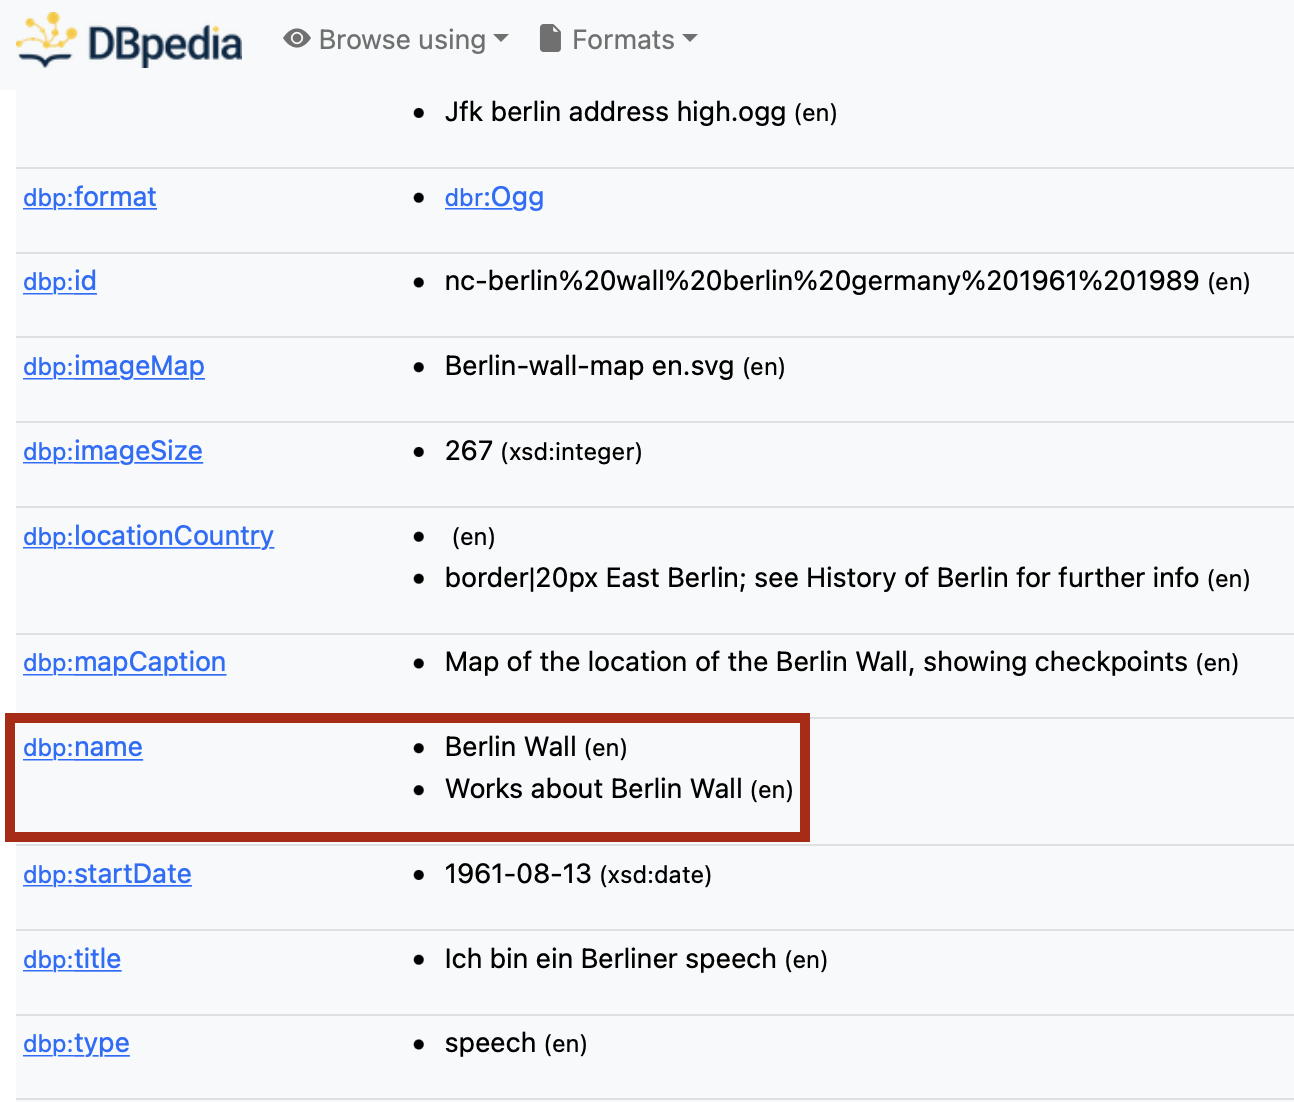 DBpedia Browse using Formats
Jfk berlin address high.ogg (en)
dbp:format dbr:Ogg
dbp:id nc-berlin%20wall%20berlin%20germany%201961%201989 (en)
dbp:imageMap Berlin-wall-map en.svg (en)
dbp:imageSize 267 (xsd:integer)
dbp:locationCountry (en)
border|20px East Berlin; see History of Berlin for further info (en)
dbp:mapCaption Map of the location of the Berlin Wall, showing checkpoints (en)
dbp:name Berlin Wall (en)
Works about Berlin Wall (en)
dbp:startDate 1961-08-13 (xsd:date)
dbp:title Ich bin ein Berliner speech (en)
dbp:type speech (en)